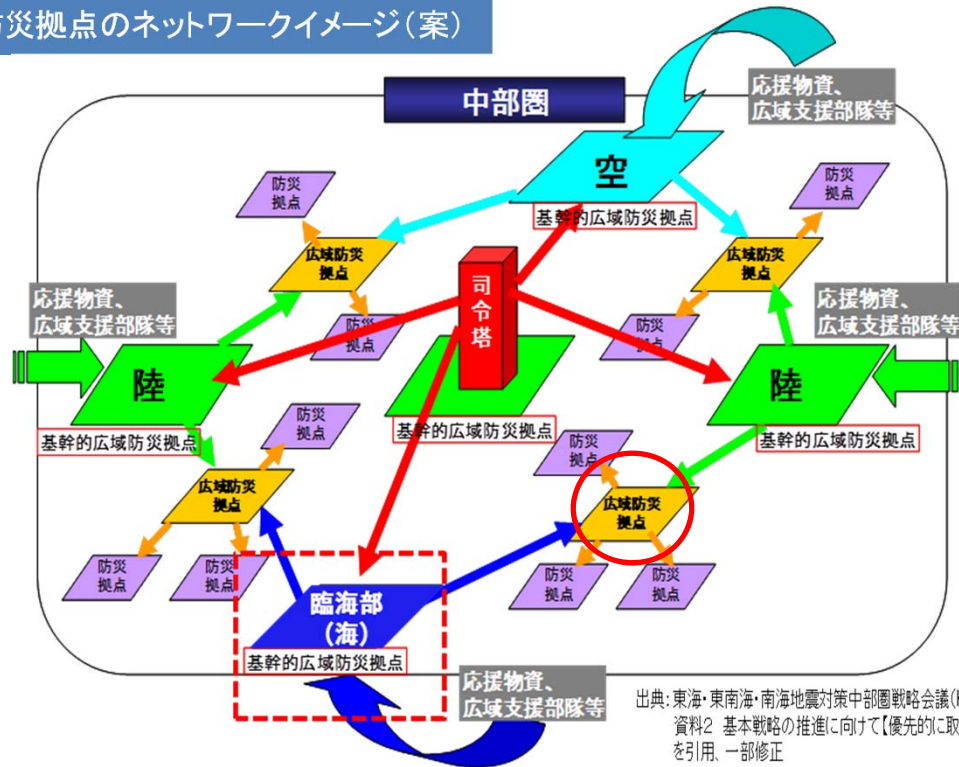 災拠点のネットワークイメージ(案)
中部圏
応援物資、
広域支援部隊等
空
基幹的広域防災拠点
防災
拠点
防災
拠点
広域防災
拠点
広域防災
拠点
司
令
塔
応援物資、
広域支援部隊等
応援物資、
広域支援部隊等
防災
拠点
防災
拠点
陸
陸
基幹的広域防災拠点
基幹的広域防災拠点
基幹的広域防災拠点
防災
拠点
防災
拠点
広域防災
拠点
広域防災
拠点
防災
拠点
防災
拠点
防災
拠点
防災
拠点
臨海部
(海)
基幹的広域防災拠点
応援物資、
広域支援部隊等
出典:東海・東南海・南海地震対策中部圏戦略会議(
資料2 基本戦略の推進に向けて【優先的に取
を引用、一部修正